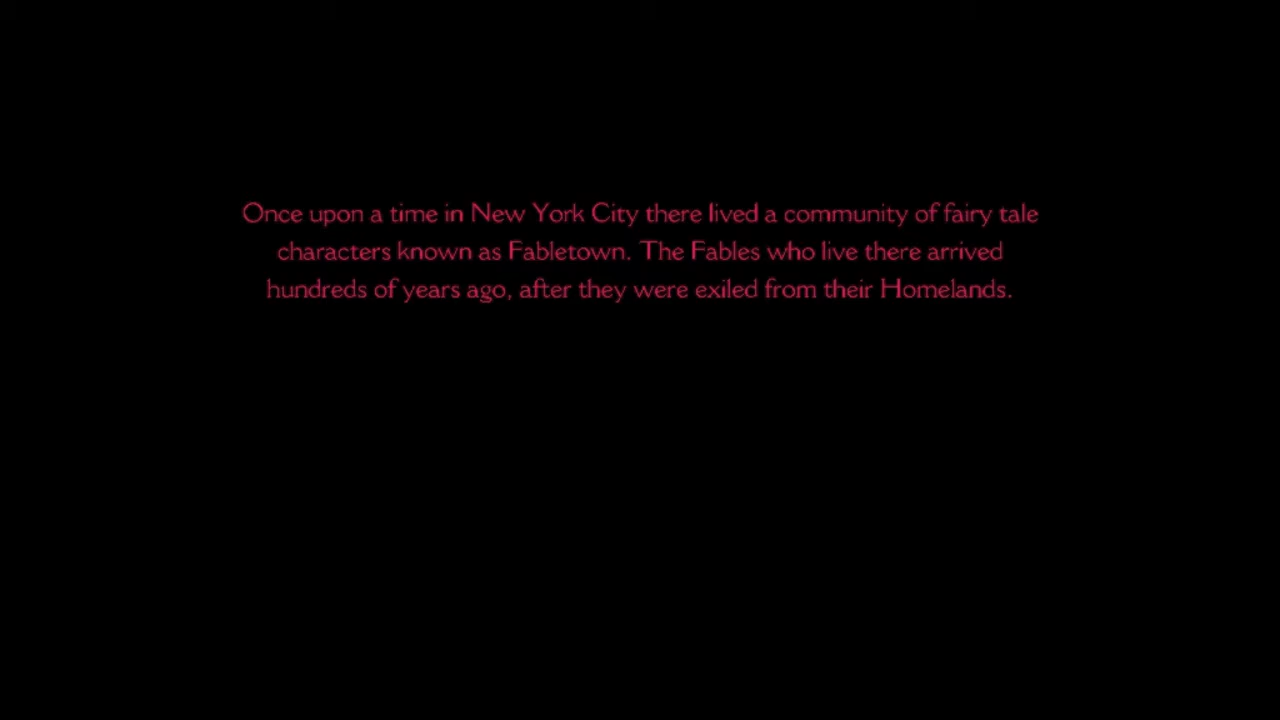 Once upon a time in New York City there lived a community of fairy tale
characters known as Fabletown. The Fables who live there arrived
hundreds of years ago, after they were exiled from their Homelands.